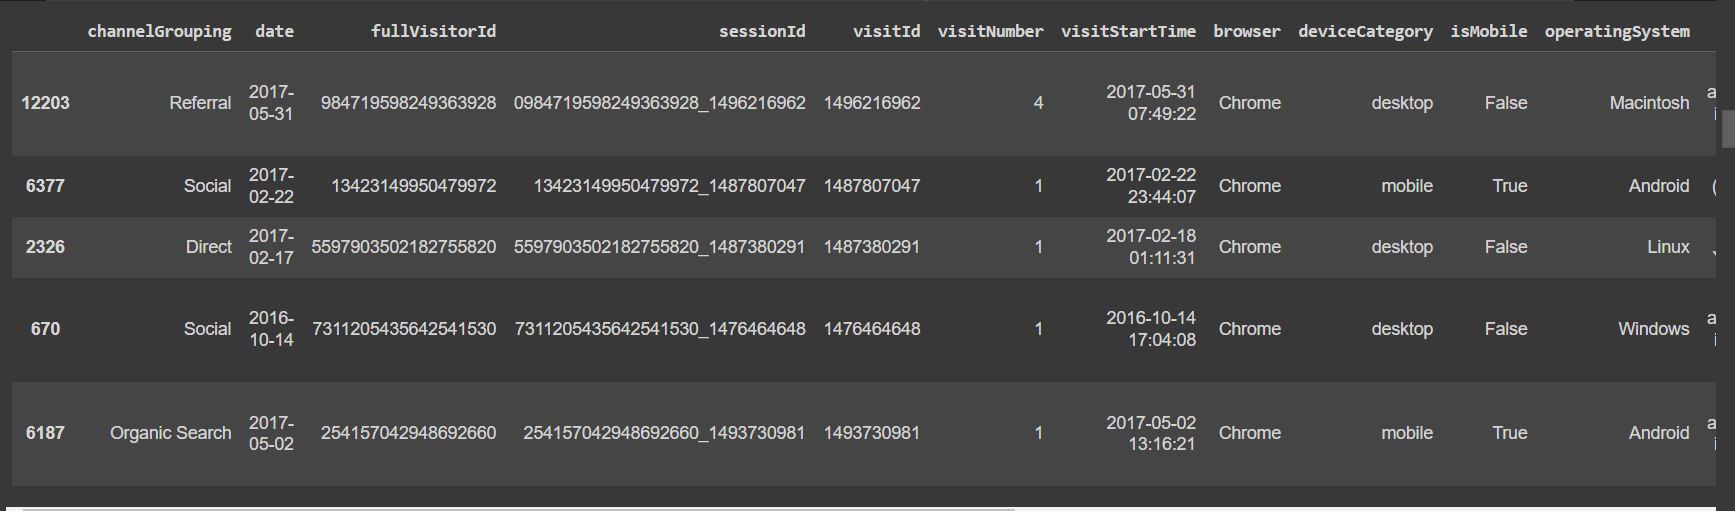 channelGrouping date fullVisitorId sessionId visitId visitNumber visitStartTime browser deviceCategory isMobile operatingSystem
12203 Referral 2017-05-31 984719598249363928 0984719598249363928_1496216962 1496216962 4 2017-05-31 07:49:22 Chrome desktop False Macintosh
6377 Social 2017-02-22 13423149950479972 13423149950479972_1487807047 1487807047 1 2017-02-22 23:44:07 Chrome mobile True Android (
2326 Direct 2017-02-17 5597903502182755820 5597903502182755820_1487380291 1487380291 1 2017-02-18 01:11:31 Chrome desktop False Linux
670 Social 2016-10-14 7311205435642541530 7311205435642541530_1476464648 1476464648 1 2016-10-14 17:04:08 Chrome desktop False Windows
6187 Organic Search 2017-05-02 254157042948692660 254157042948692660_1493730981 1493730981 1 2017-05-02 13:16:21 Chrome mobile True Android